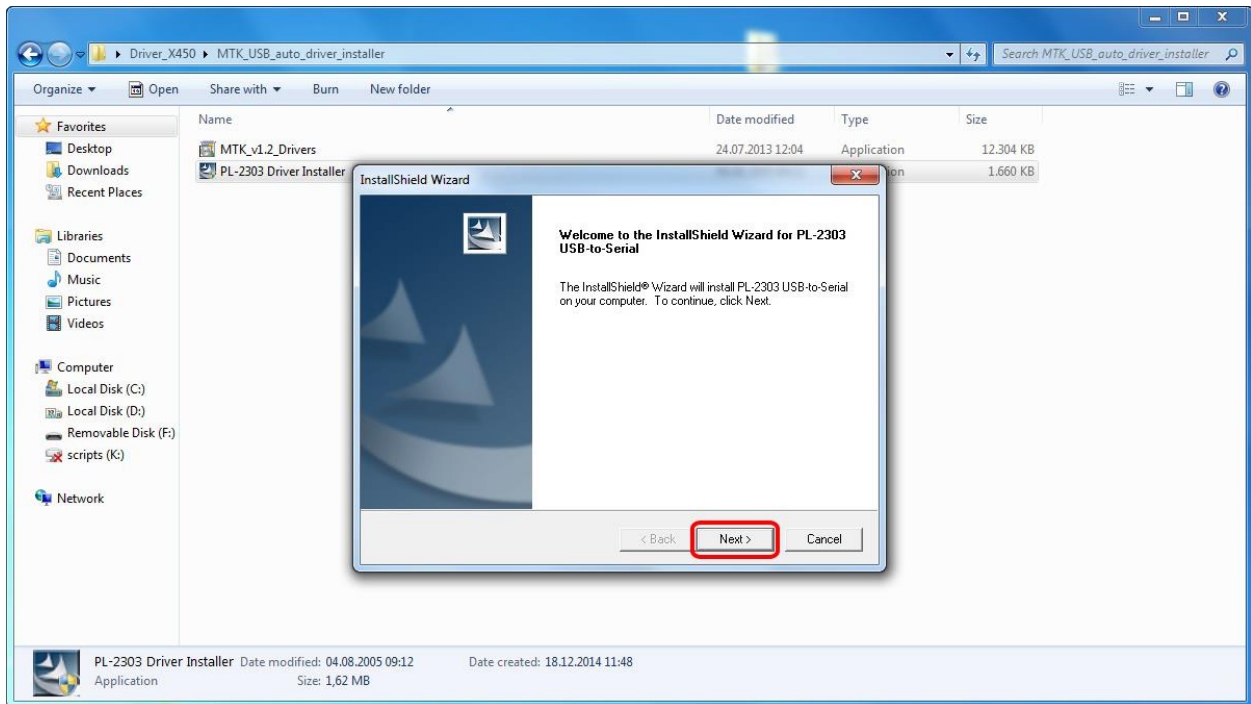 Driver_X450 ▸ MTK_USB_auto_driver_installer
Search MTK_USB_auto_driver_installer
Organize Open Share with Burn New folder
Favorites
Desktop
Downloads
Recent Places
Libraries
Documents
Music
Pictures
Videos
Computer
Local Disk (C:)
Local Disk (D:)
Removable Disk (F:)
scripts (K:)
Network
Name Date modified Type Size
MTK_v1.2_Drivers 24.07.2013 12:04 Application 12.304 KB
PL-2303 Driver Installer 1.660 KB
InstallShield Wizard
Welcome to the InstallShield Wizard for PL-2303
USB-to-Serial
The InstallShield® Wizard will install PL-2303 USB-to-Serial
on your computer. To continue, click Next.
< Back Next > Cancel
PL-2303 Driver Installer Date modified: 04.08.2005 09:12 Date created: 18.12.2014 11:48
Application Size: 1,62 MB